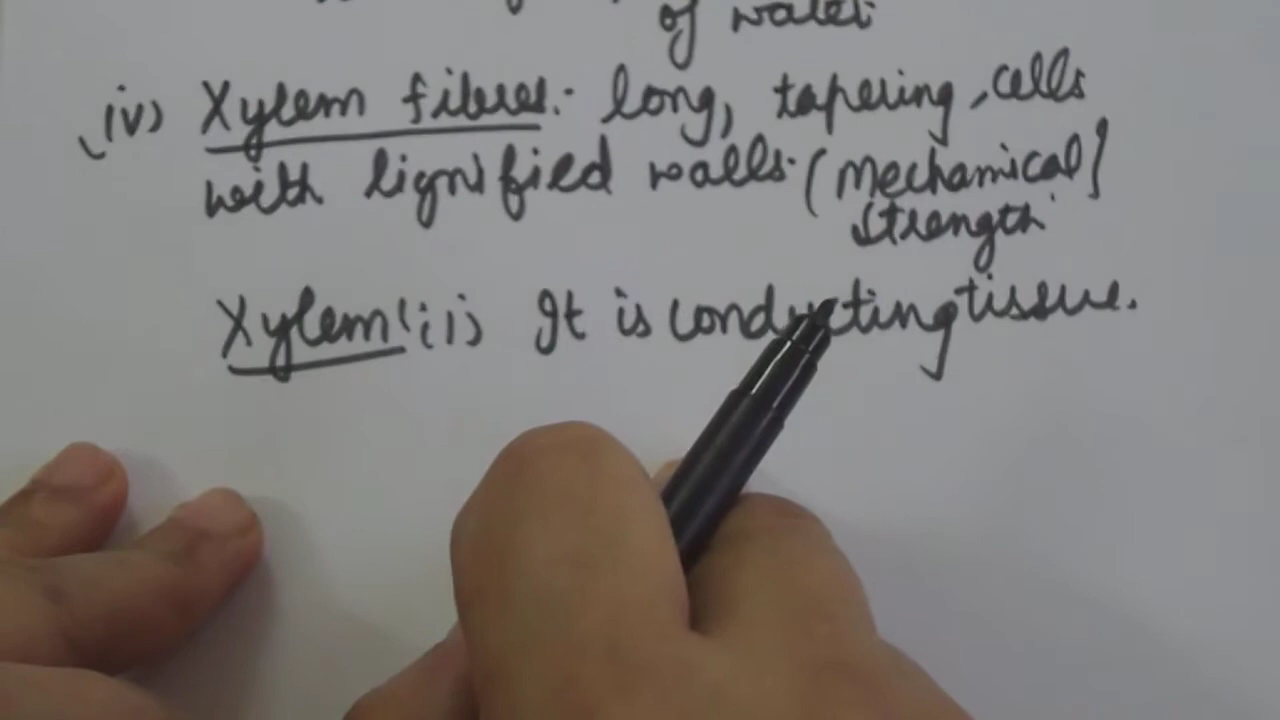 of water
iv) Xylem fibres:- long, tapering, cells
with lignified walls. (Mechanical
strength
Xylem: i) It is conducting tissue.